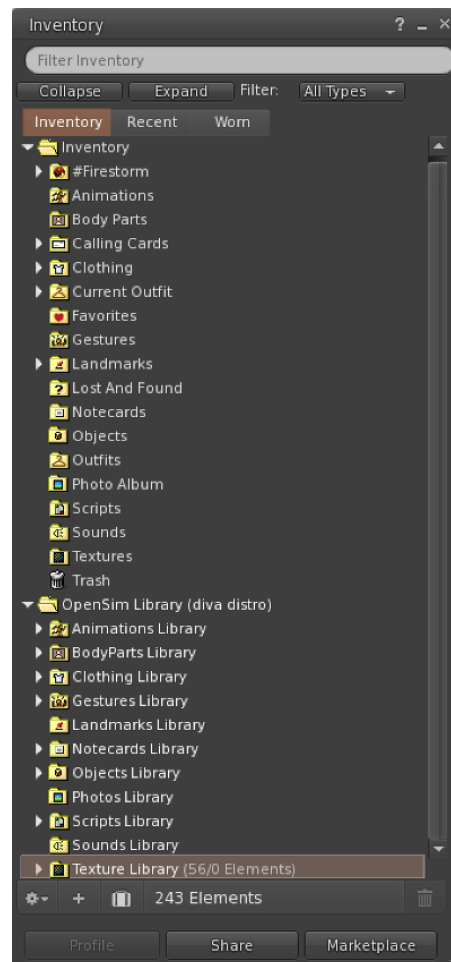 Inventory ? _ ×
Filter Inventory
Collapse Expand Filter: All Types
Inventory Recent Worn
Inventory
#Firestorm
Animations
Body Parts
Calling Cards
Clothing
Current Outfit
Favorites
Gestures
Landmarks
Lost And Found
Notecards
Objects
Outfits
Photo Album
Scripts
Sounds
Textures
Trash
OpenSim Library (diva distro)
Animations Library
BodyParts Library
Clothing Library
Gestures Library
Landmarks Library
Notecards Library
Objects Library
Photos Library
Scripts Library
Sounds Library
Texture Library (56/0 Elements)
+ 243 Elements
Profile Share Marketplace